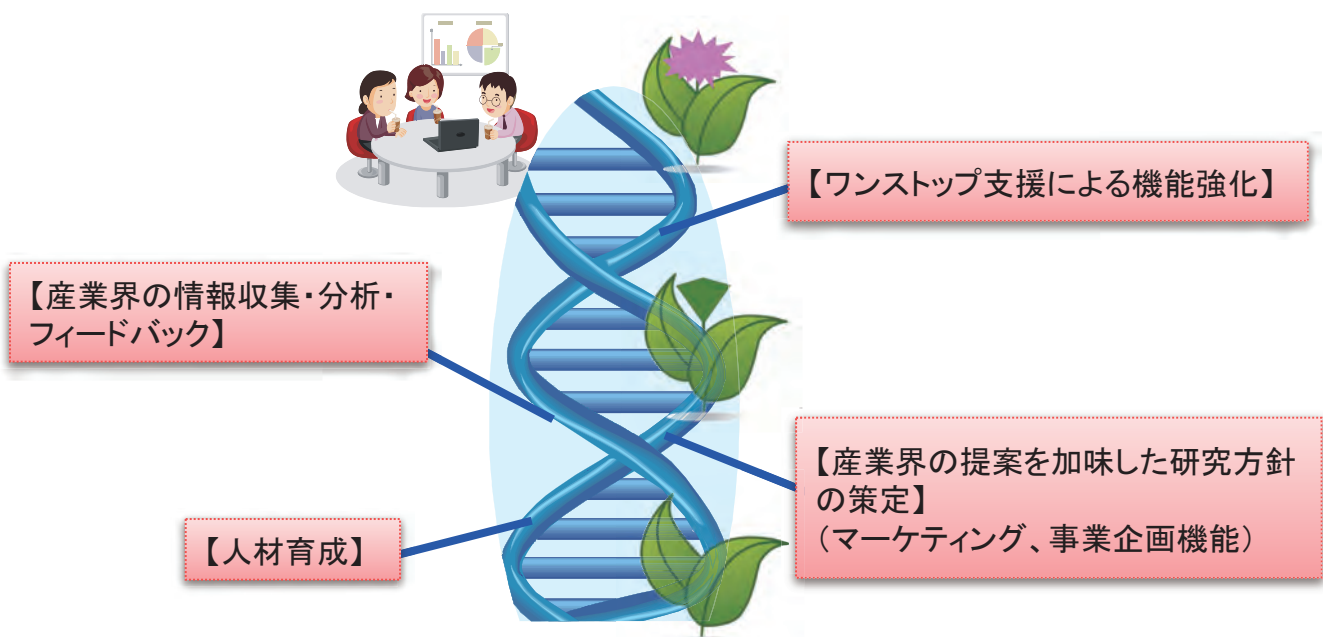 【ワンストップ支援による機能強化】
【産業界の情報収集・分析・
フィードバック】
【産業界の提案を加味した研究方針
の策定】
（マーケティング、事業企画機能）
【人材育成】